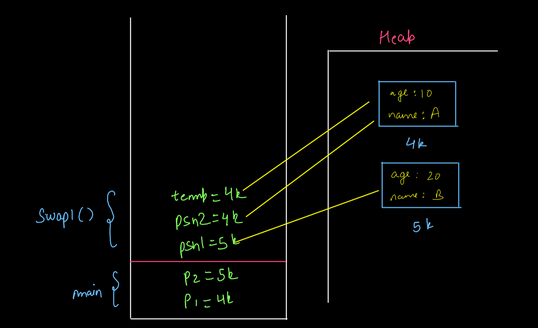 Heap
age : 10
name : A
4k
age : 20
name : B
5k
temp = 4k
psn2 = 4k
psn1 = 5k
Swap1 ()
P2 = 5k
P1 = 4k
main